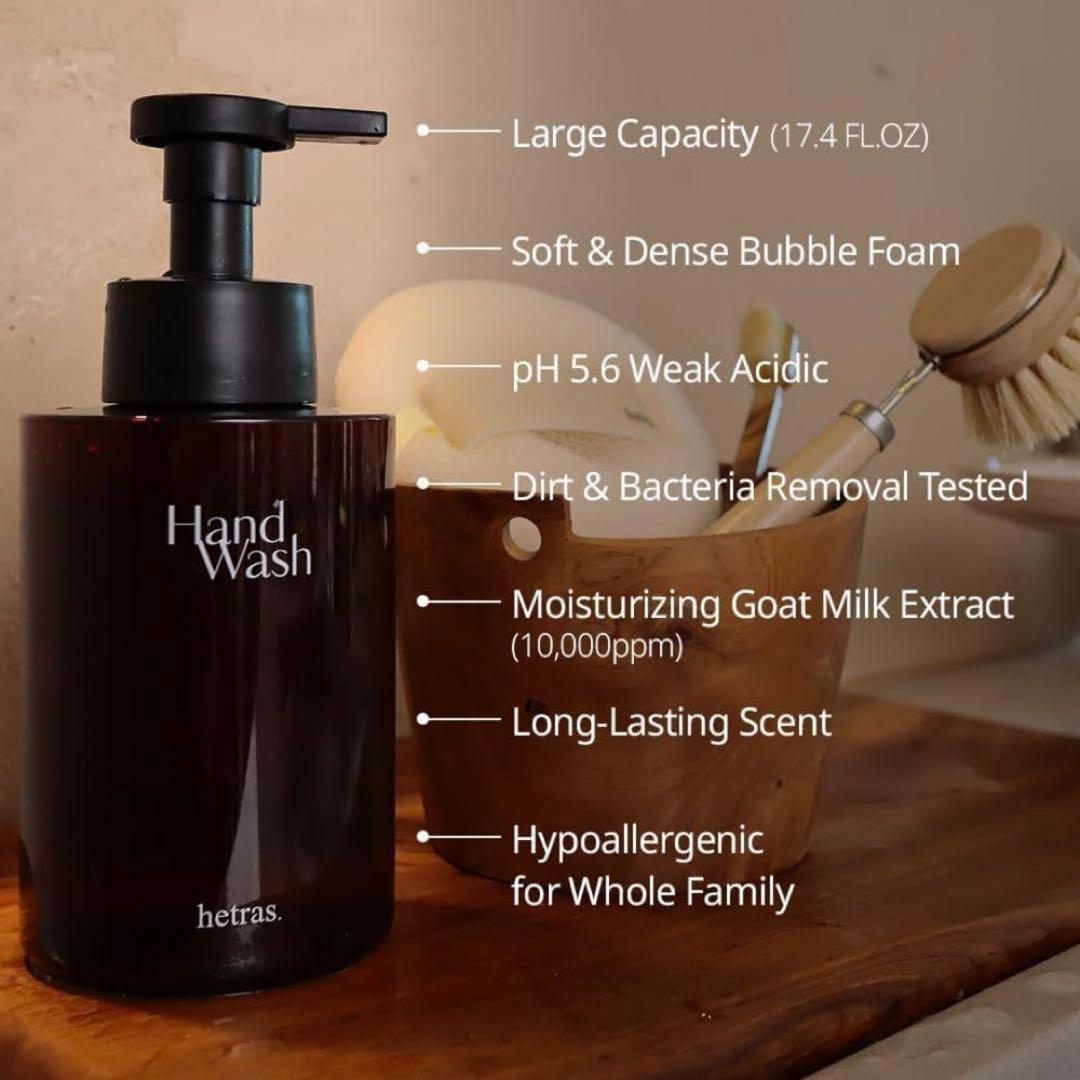 Large Capacity (17.4 FL.OZ)
Soft & Dense Bubble Foam
pH 5.6 Weak Acidic
Dirt & Bacteria Removal Tested
Moisturizing Goat Milk Extract
(10,000ppm)
Long-Lasting Scent
Hypoallergenic
for Whole Family
Hand
Wash
hetras.